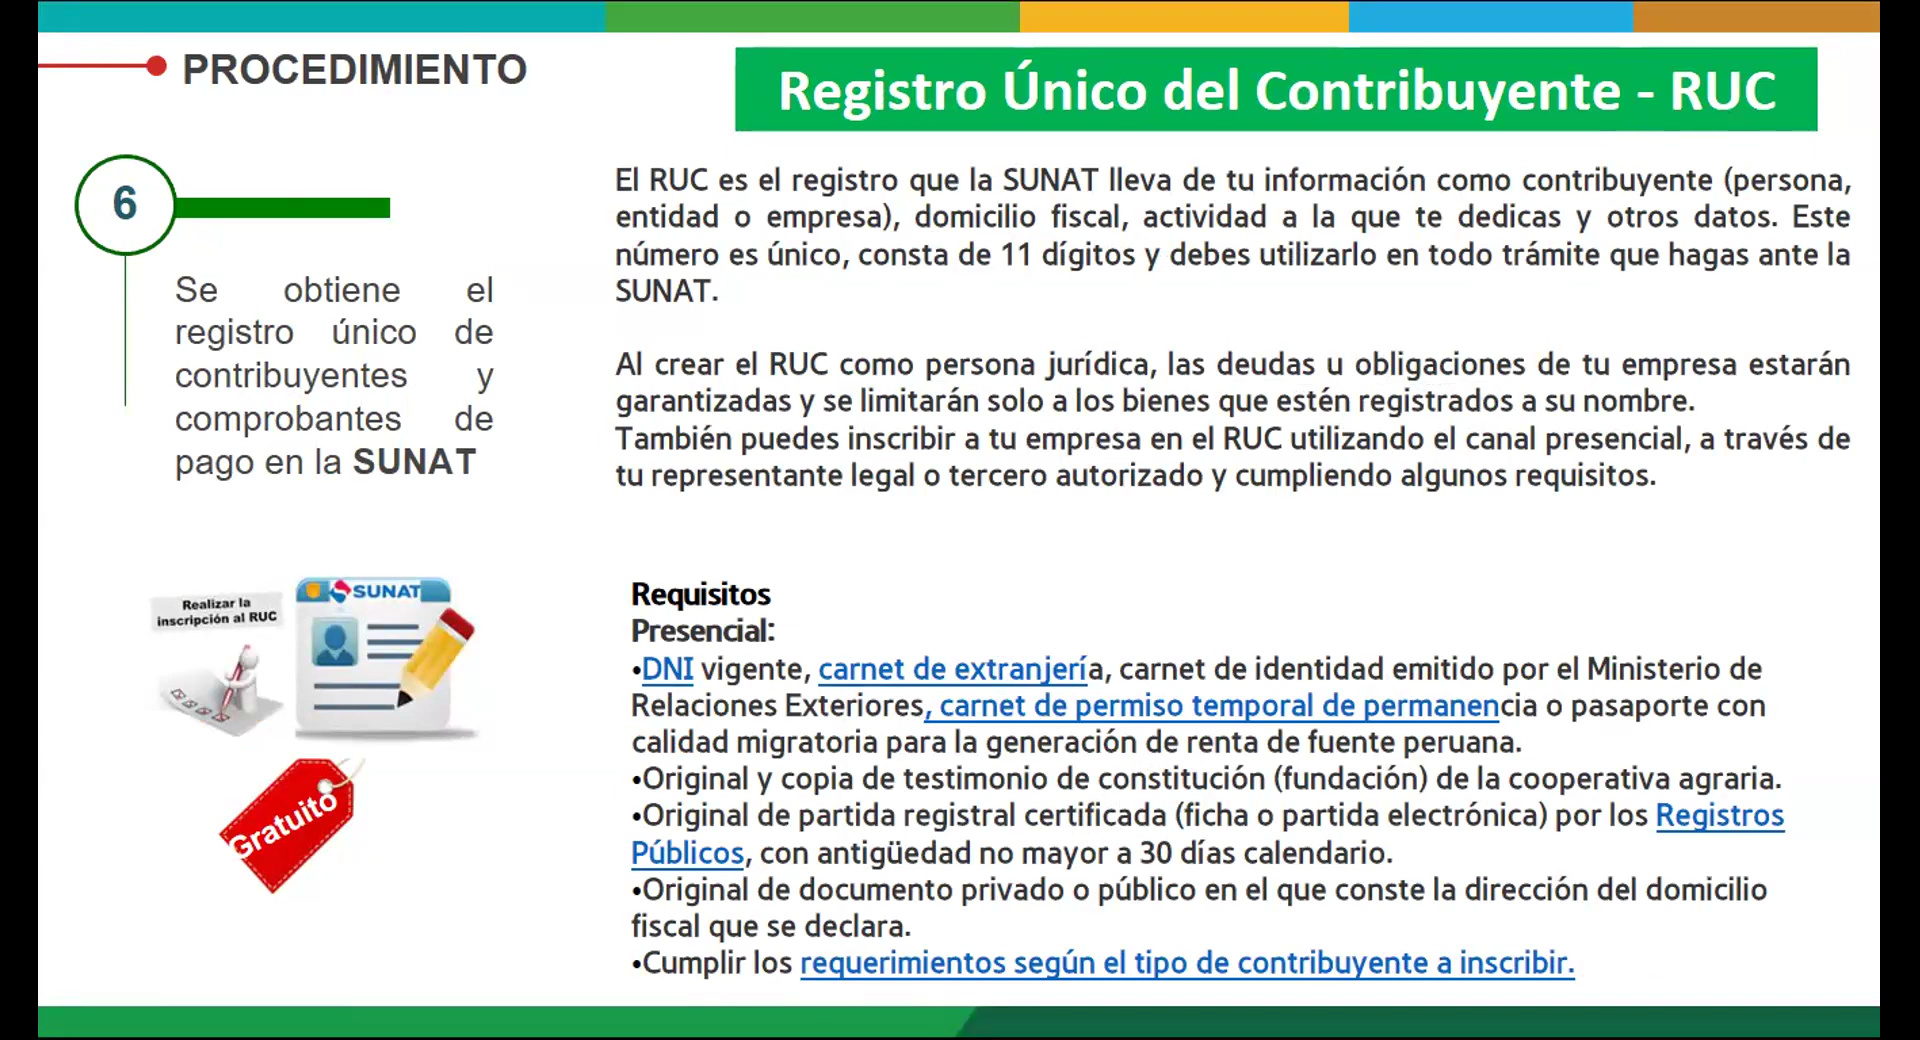 PROCEDIMIENTO
Registro Único del Contribuyente - RUC
6
Se obtiene el
registro único de
contribuyentes y
comprobantes de
pago en la SUNAT
El RUC es el registro que la SUNAT lleva de tu información como contribuyente (persona,
entidad o empresa), domicilio fiscal, actividad a la que te dedicas y otros datos. Este
número es único, consta de 11 dígitos y debes utilizarlo en todo trámite que hagas ante la
SUNAT.
Al crear el RUC como persona jurídica, las deudas u obligaciones de tu empresa estarán
garantizadas y se limitarán solo a los bienes que estén registrados a su nombre.
También puedes inscribir a tu empresa en el RUC utilizando el canal presencial, a través de
tu representante legal o tercero autorizado y cumpliendo algunos requisitos.
Realizar la
inscripción al RUC
SUNAT
Gratuito
Requisitos
Presencial:
•DNI vigente, carnet de extranjería, carnet de identidad emitido por el Ministerio de
Relaciones Exteriores, carnet de permiso temporal de permanencia o pasaporte con
calidad migratoria para la generación de renta de fuente peruana.
•Original y copia de testimonio de constitución (fundación) de la cooperativa agraria.
•Original de partida registral certificada (ficha o partida electrónica) por los Registros
Públicos, con antigüedad no mayor a 30 días calendario.
•Original de documento privado o público en el que conste la dirección del domicilio
fiscal que se declara.
•Cumplir los requerimientos según el tipo de contribuyente a inscribir.